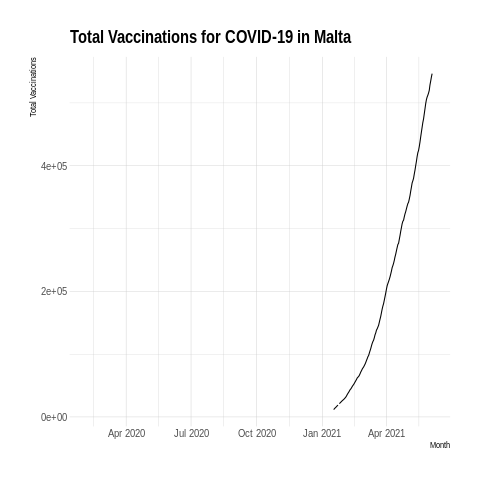 Total Vaccinations for COVID-19 in Malta
Total Vaccinations
4e+05
2e+05
0e+00
Apr 2020 Jul 2020 Oct 2020 Jan 2021 Apr 2021
Month